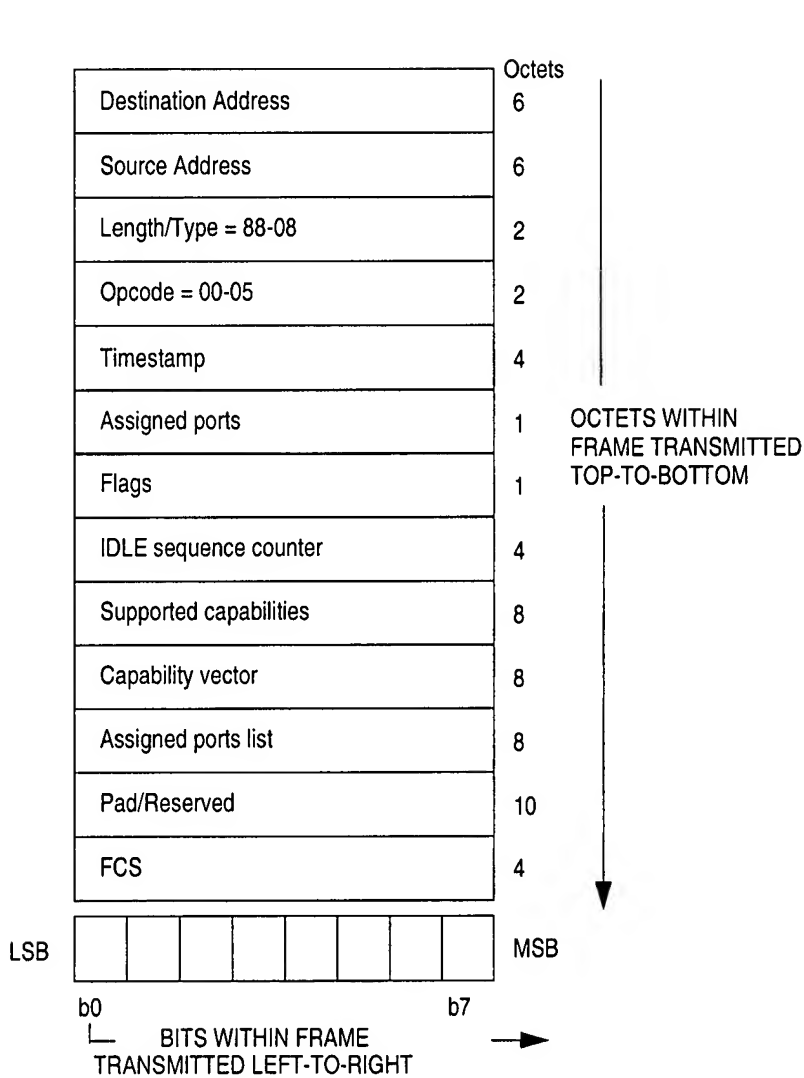 Octets
Destination Address 6
Source Address 6
Length/Type = 88-08 2
Opcode = 00-05 2
Timestamp 4
Assigned ports 1
Flags 1
IDLE sequence counter 4
Supported capabilities 8
Capability vector 8
Assigned ports list 8
Pad/Reserved 10
FCS 4
OCTETS WITHIN
FRAME TRANSMITTED
TOP-TO-BOTTOM
LSB MSB
b0 b7
BITS WITHIN FRAME
TRANSMITTED LEFT-TO-RIGHT